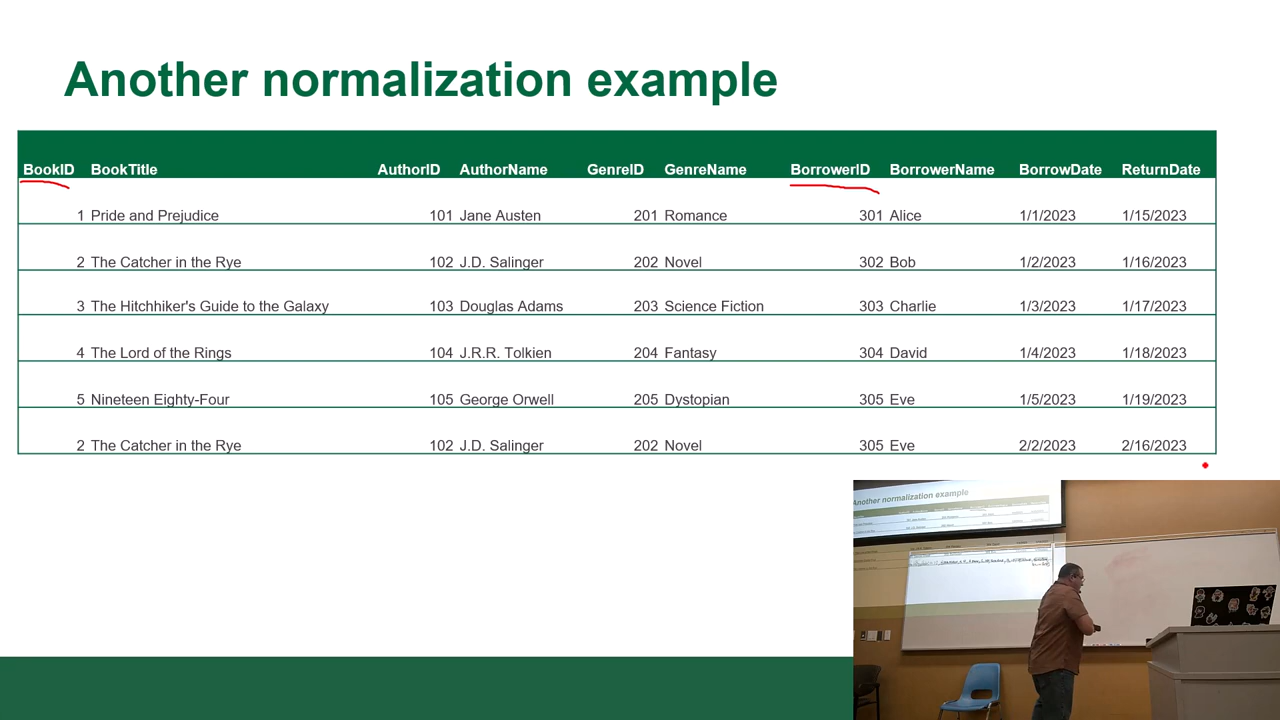 Another normalization example
BookID BookTitle AuthorID AuthorName GenreID GenreName BorrowerID BorrowerName BorrowDate ReturnDate
1 Pride and Prejudice 101 Jane Austen 201 Romance 301 Alice 1/1/2023 1/15/2023
2 The Catcher in the Rye 102 J.D. Salinger 202 Novel 302 Bob 1/2/2023 1/16/2023
3 The Hitchhiker's Guide to the Galaxy 103 Douglas Adams 203 Science Fiction 303 Charlie 1/3/2023 1/17/2023
4 The Lord of the Rings 104 J.R.R. Tolkien 204 Fantasy 304 David 1/4/2023 1/18/2023
5 Nineteen Eighty-Four 105 George Orwell 205 Dystopian 305 Eve 1/5/2023 1/19/2023
2 The Catcher in the Rye 102 J.D. Salinger 202 Novel 305 Eve 2/2/2023 2/16/2023
Another normalization example